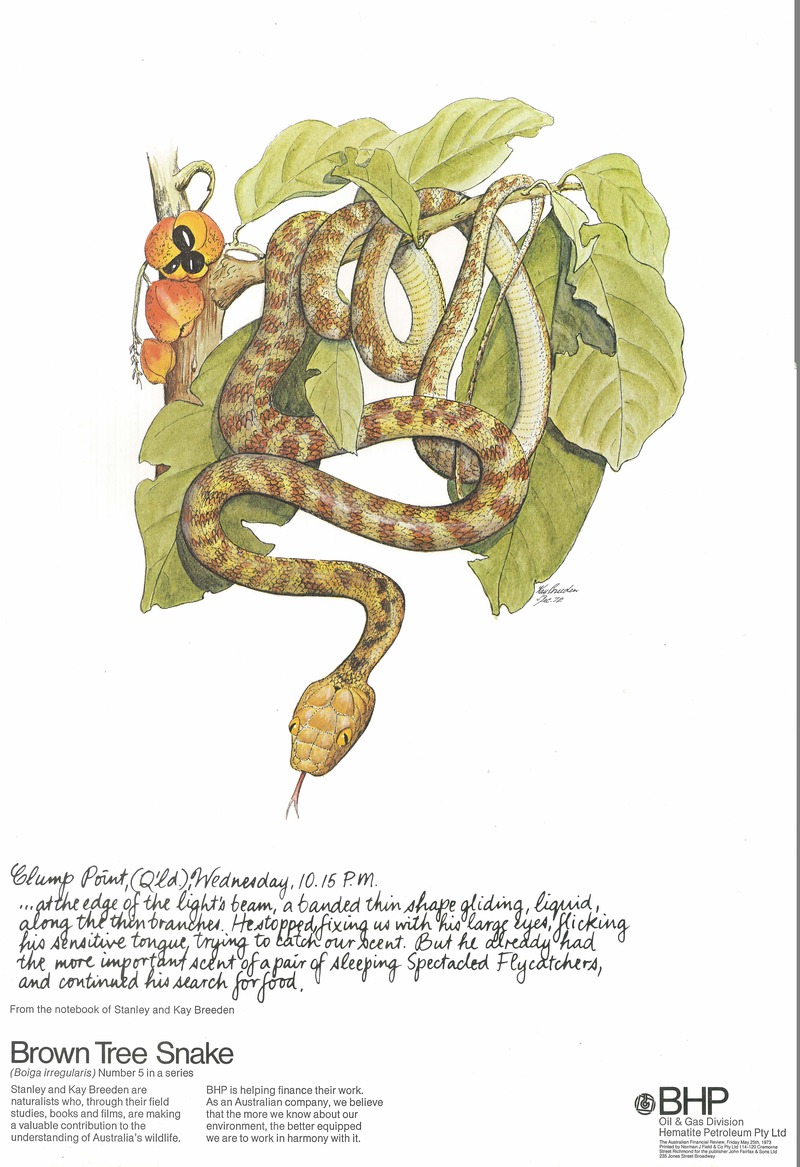 Kay Breeden
Clump Point, (Q'ld), Wednesday, 10.15 P.M.
...at the edge of the light's beam, a banded thin shape gliding, liquid,
along the thin branches. He stopped, fixing us with his large eyes, flicking
his sensitive tongue, trying to catch our scent. But he already had
the more important scent of a pair of sleeping Spectacled Flycatchers,
and continued his search for food.
From the notebook of Stanley and Kay Breeden
Brown Tree Snake
(Boiga irregularis) Number 5 in a series
Stanley and Kay Breeden are
naturalists who, through their field
studies, books and films, are making
a valuable contribution to the
understanding of Australia's wildlife.
BHP is helping finance their work.
As an Australian company, we believe
that the more we know about our
environment, the better equipped
we are to work in harmony with it.
BHP
Oil & Gas Division
Hematite Petroleum Pty Ltd
The Australian Financial Review, Friday May 25th, 1973
Printed by Norman J Field & Co Pty Ltd 114-120 Cremorne
Street Richmond for the publisher John Fairfax & Sons Ltd
235 Jones Street Broadway